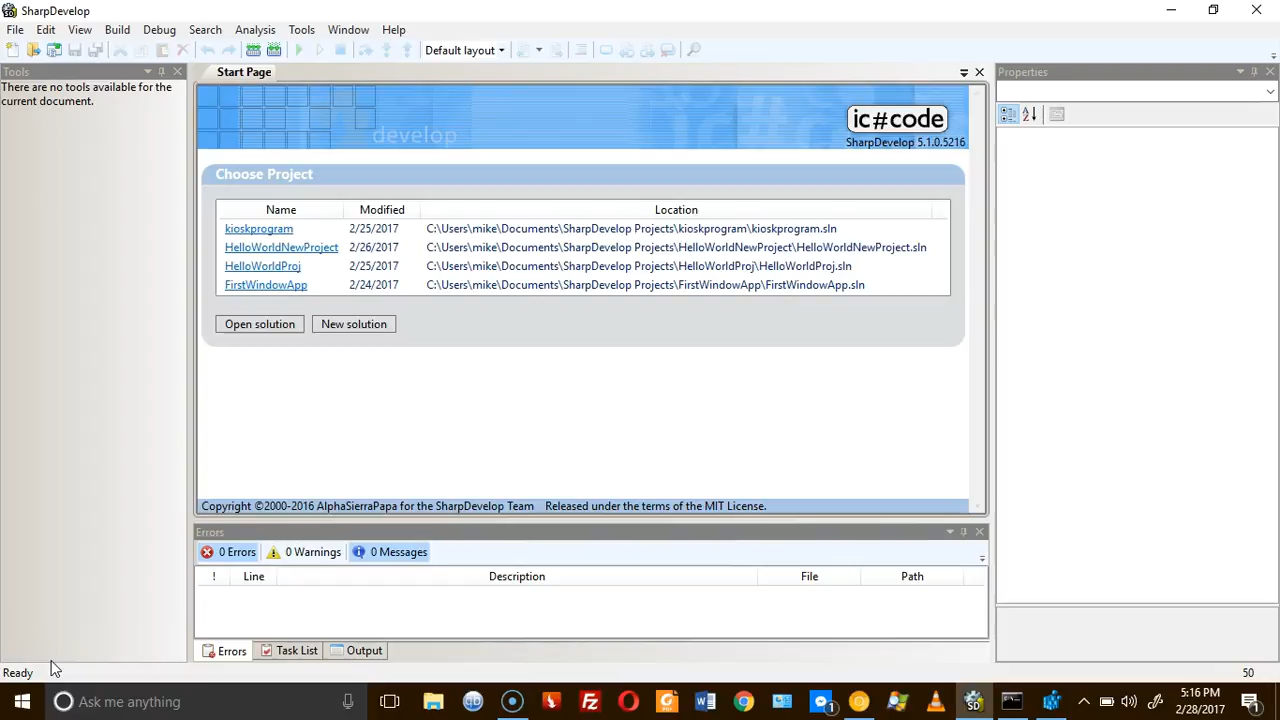 SharpDevelop
File Edit View Build Debug Search Analysis Tools Window Help
Default layout
Tools
There are no tools available for the
current document.
Start Page
Properties
develop
ic#code
SharpDevelop 5.1.0.5216
Choose Project
Name Modified Location
kioskprogram 2/25/2017 C:\Users\mike\Documents\SharpDevelop Projects\kioskprogram\kioskprogram.sln
HelloWorldNewProject 2/26/2017 C:\Users\mike\Documents\SharpDevelop Projects\HelloWorldNewProject\HelloWorldNewProject.sln
HelloWorldProj 2/25/2017 C:\Users\mike\Documents\SharpDevelop Projects\HelloWorldProj\HelloWorldProj.sln
FirstWindowApp 2/24/2017 C:\Users\mike\Documents\SharpDevelop Projects\FirstWindowApp\FirstWindowApp.sln
Open solution New solution
Copyright ©2000-2016 AlphaSierraPapa for the SharpDevelop Team Released under the terms of the MIT License.
Errors
0 Errors 0 Warnings 0 Messages
! Line Description File Path
Errors Task List Output
Ready 50
Ask me anything
5:16 PM
2/28/2017